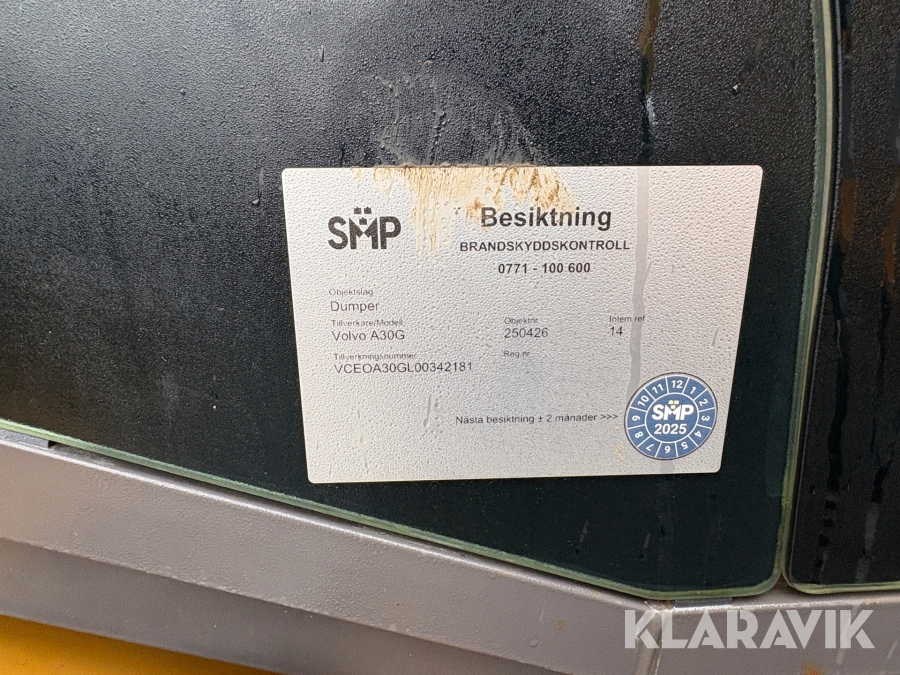 SMP
Besiktning
BRANDSKYDDSKONTROLL
0771 - 100 600
Objektslag
Dumper
Tillverkare/Modell: Objektnr Intern ref
Volvo A30G 250426 14
Tillverkningsnummer Reg nr
VCEOA30GL00342181
Nästa besiktning ± 2 månader >>>
1 2 3 4 5 6 7 8 9 10 11 12
SMP
2025
KLARAVIK